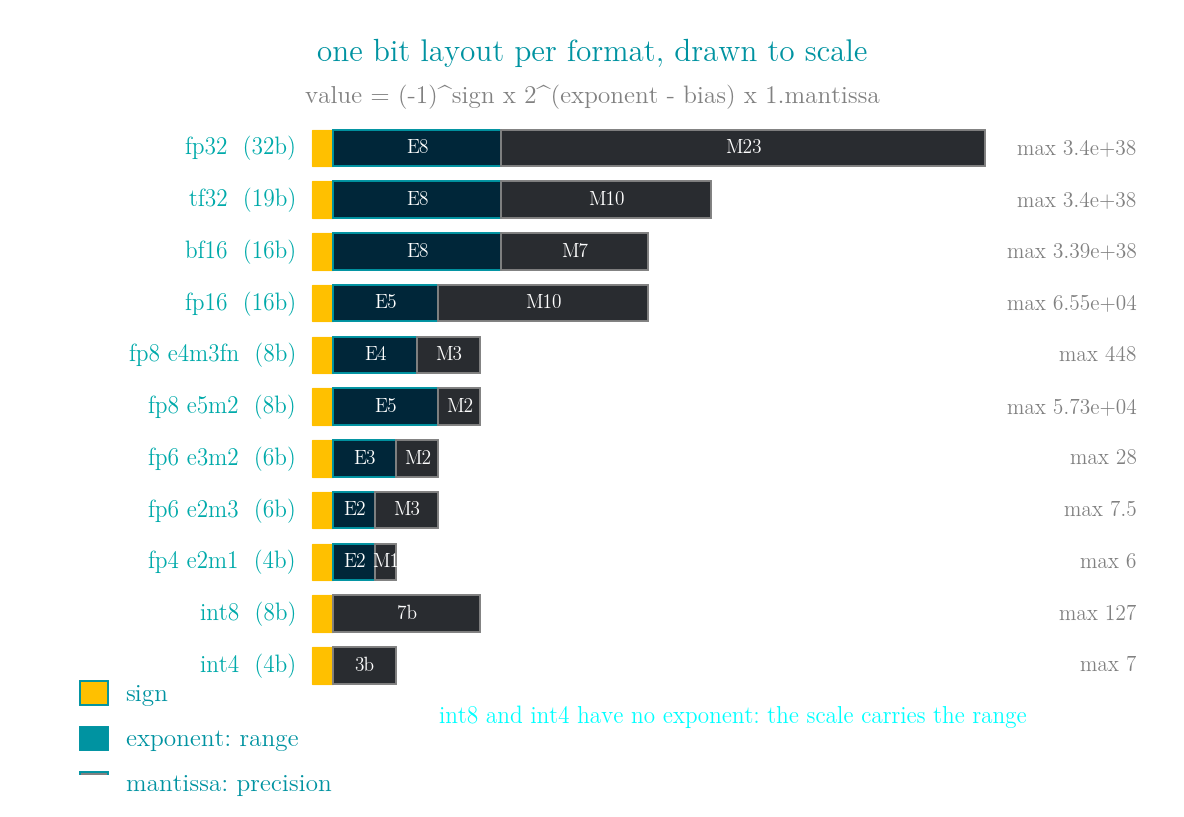 one bit layout per format, drawn to scale
value = (-1)^sign x 2^(exponent - bias) x 1.mantissa
fp32 (32b) E8 M23 max 3.4e+38
tf32 (19b) E8 M10 max 3.4e+38
bf16 (16b) E8 M7 max 3.39e+38
fp16 (16b) E5 M10 max 6.55e+04
fp8 e4m3fn (8b) E4 M3 max 448
fp8 e5m2 (8b) E5 M2 max 5.73e+04
fp6 e3m2 (6b) E3 M2 max 28
fp6 e2m3 (6b) E2 M3 max 7.5
fp4 e2m1 (4b) E2 M1 max 6
int8 (8b) 7b max 127
int4 (4b) 3b max 7
sign
int8 and int4 have no exponent: the scale carries the range
exponent: range
mantissa: precision